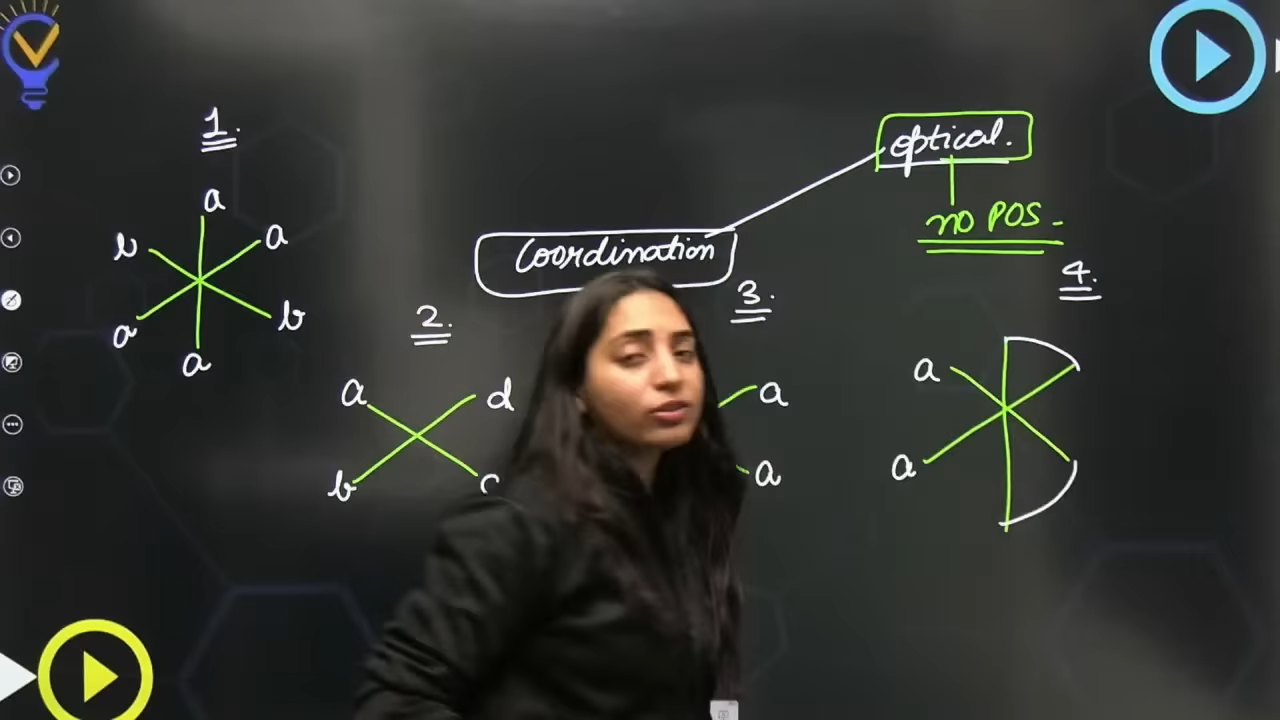 1.
a
b a
a b
a
optical.
no POS.
Coordination
2.
a d
b c
3.
a
a
4.
a
a